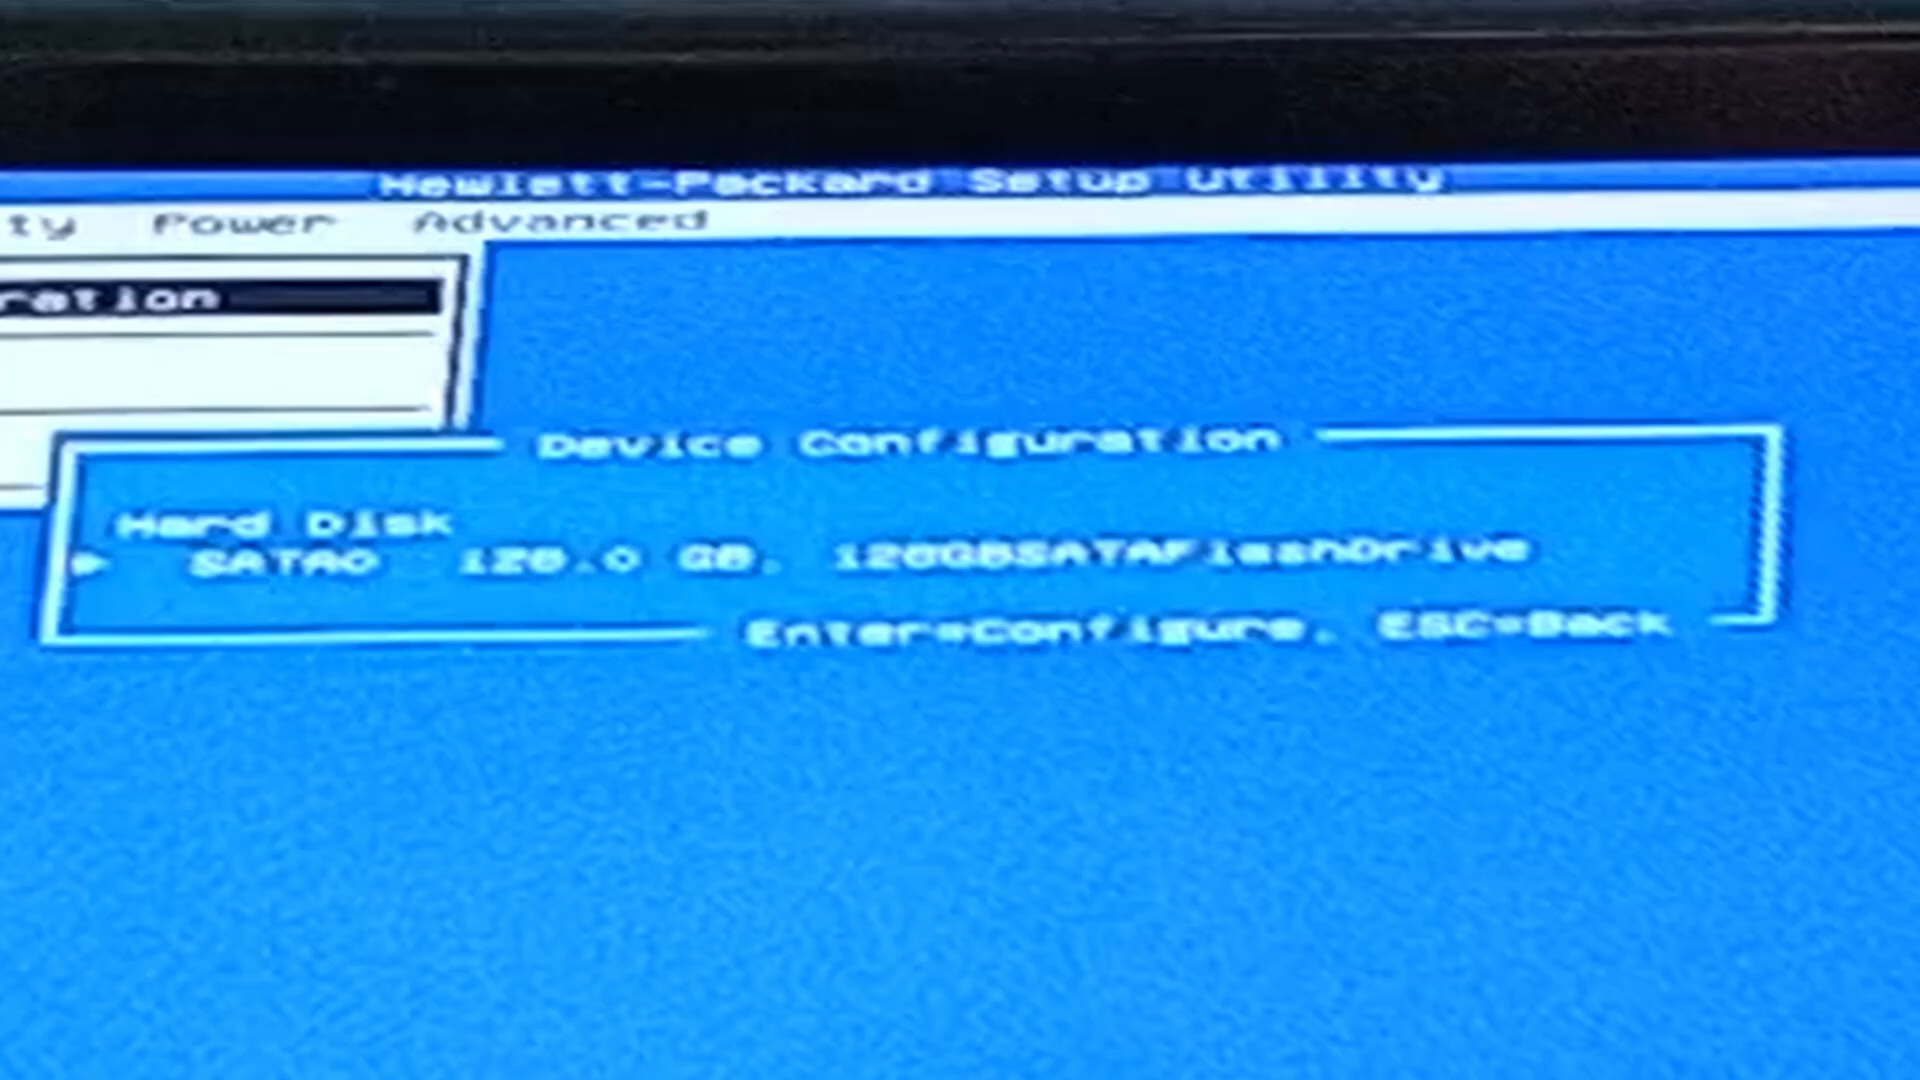 Hewlett-Packard Setup Utility
ty Power Advanced
ration
Device Configuration
Hard Disk
SATA0 128.0 GB, 128GBSATAFlashDrive
Enter=Configure, ESC=Back